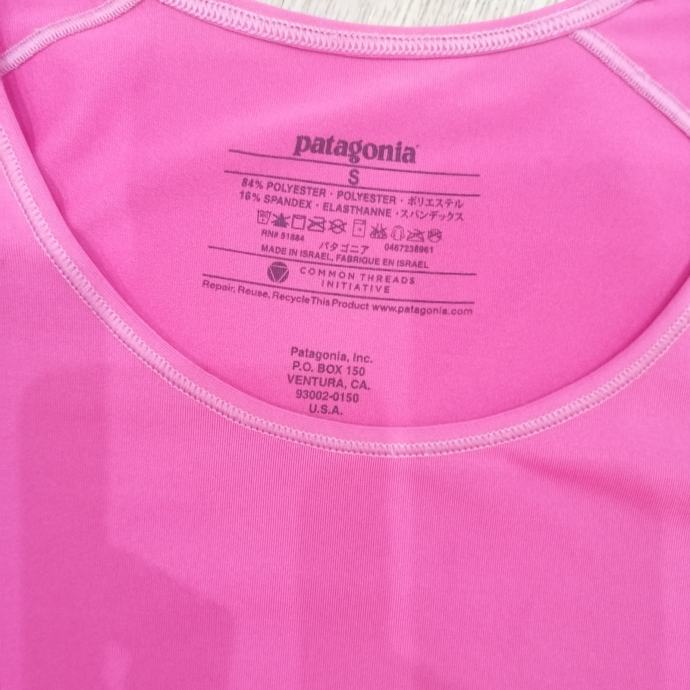 patagonia
S
84% POLYESTER · POLYESTER · ポリエステル
16% SPANDEX · ELASTHANNE · スパンデックス
RN# 51884 パタゴニア 0467238961
MADE IN ISRAEL, FABRIQUE EN ISRAEL
COMMON THREADS
INITIATIVE
Repair, Reuse, Recycle This Product www.patagonia.com
Patagonia, Inc.
P.O. BOX 150
VENTURA, CA.
93002-0150
U.S.A.